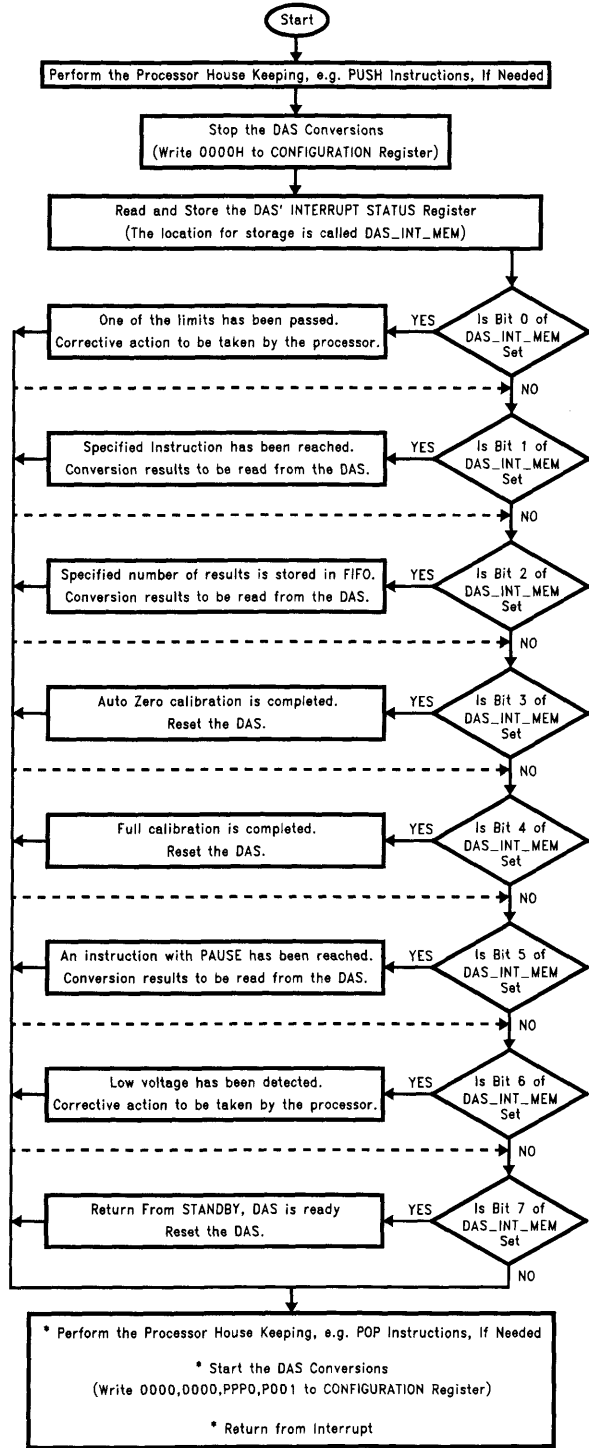 Start
Perform the Processor House Keeping, e.g. PUSH Instructions, If Needed
Stop the DAS Conversions
(Write 0000H to CONFIGURATION Register)
Read and Store the DAS' INTERRUPT STATUS Register
(The location for storage is called DAS_INT_MEM)
One of the limits has been passed.
Corrective action to be taken by the processor.
YES
Is Bit 0 of
DAS_INT_MEM
Set
NO
Specified Instruction has been reached.
Conversion results to be read from the DAS.
YES
Is Bit 1 of
DAS_INT_MEM
Set
NO
Specified number of results is stored in FIFO.
Conversion results to be read from the DAS.
YES
Is Bit 2 of
DAS_INT_MEM
Set
NO
Auto Zero calibration is completed.
Reset the DAS.
YES
Is Bit 3 of
DAS_INT_MEM
Set
NO
Full calibration is completed.
Reset the DAS.
YES
Is Bit 4 of
DAS_INT_MEM
Set
NO
An instruction with PAUSE has been reached.
Conversion results to be read from the DAS.
YES
Is Bit 5 of
DAS_INT_MEM
Set
NO
Low voltage has been detected.
Corrective action to be taken by the processor.
YES
Is Bit 6 of
DAS_INT_MEM
Set
NO
Return From STANDBY, DAS is ready
Reset the DAS.
YES
Is Bit 7 of
DAS_INT_MEM
Set
NO
* Perform the Processor House Keeping, e.g. POP Instructions, If Needed
* Start the DAS Conversions
(Write 0000,0000,PPP0,P001 to CONFIGURATION Register)
* Return from Interrupt